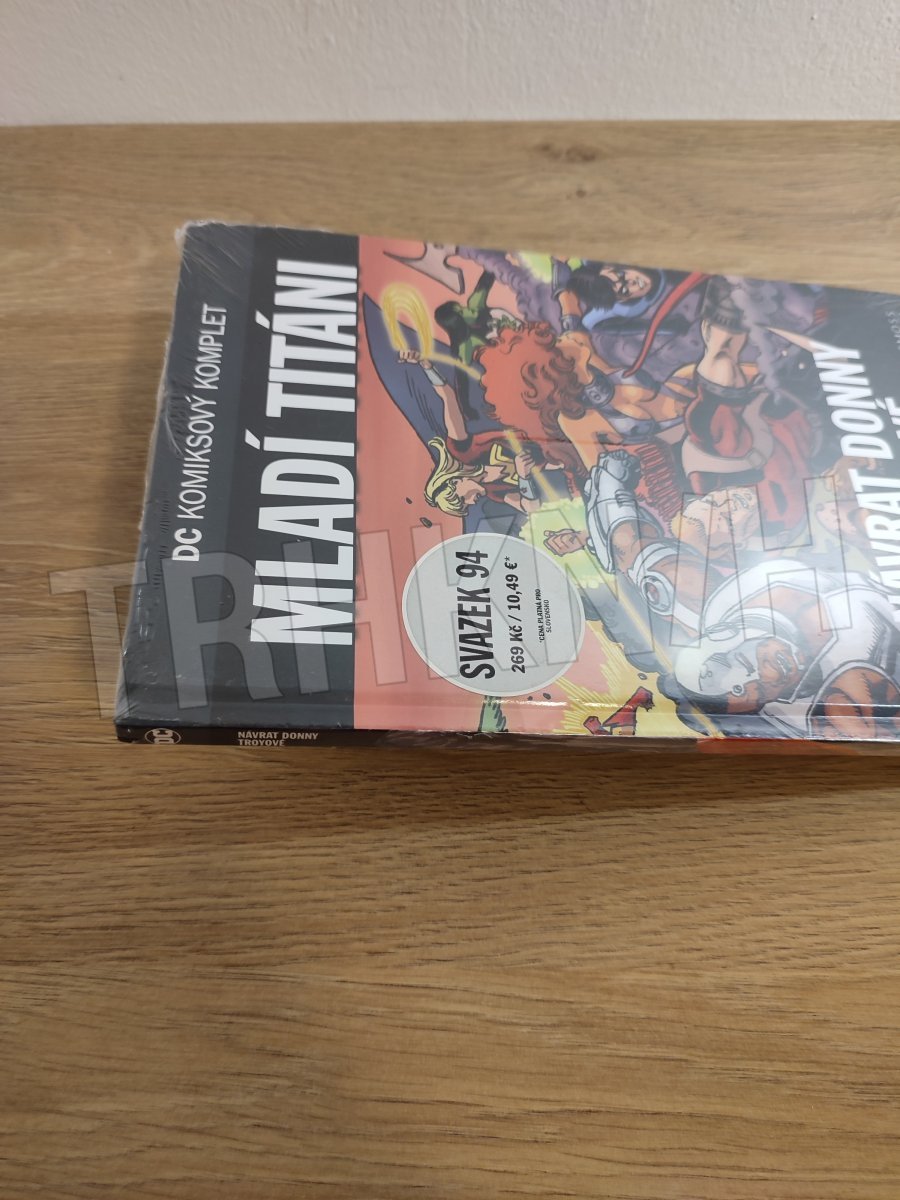 DC KOMIKSOVÝ KOMPLET
MLADÍ TITÁNI
SVAZEK 94
269 Kč / 10,49 €*
*CENA PLATNÁ PRO
SLOVENSKO
DONNY
DC
NÁVRAT DONNY
TROYOVÉ